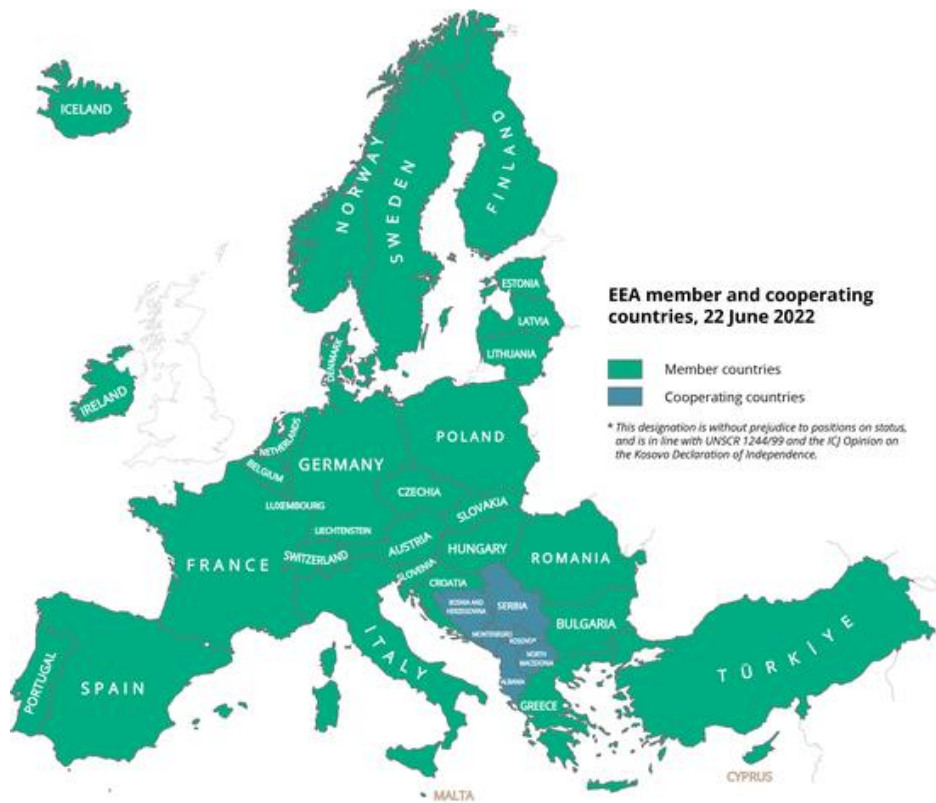 ICELAND
NORWAY
SWEDEN
FINLAND
ESTONIA
LATVIA
LITHUANIA
EEA member and cooperating
countries, 22 June 2022
Member countries
Cooperating countries
* This designation is without prejudice to positions on status,
and is in line with UNSCR 1244/99 and the ICJ Opinion on
the Kosovo Declaration of Independence.
DENMARK
IRELAND
NETHERLANDS
BELGIUM
GERMANY
POLAND
LUXEMBOURG
CZECHIA
SLOVAKIA
LIECHTENSTEIN
FRANCE
SWITZERLAND
AUSTRIA
HUNGARY
ROMANIA
SLOVENIA
CROATIA
BOSNIA AND
HERZEGOVINA
SERBIA
BULGARIA
MONTENEGRO
KOSOVO*
NORTH
MACEDONIA
ALBANIA
ITALY
PORTUGAL
SPAIN
GREECE
TÜRKIYE
MALTA
CYPRUS